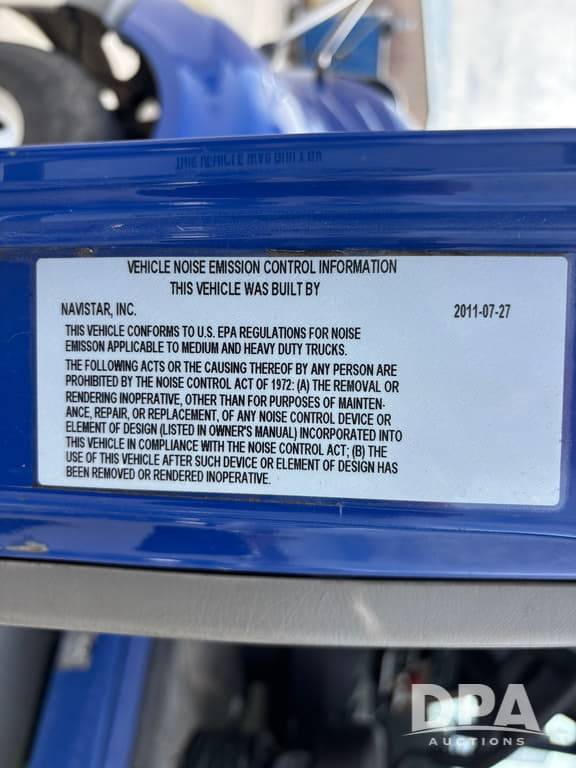 VEHICLE NOISE EMISSION CONTROL INFORMATION
THIS VEHICLE WAS BUILT BY
NAVISTAR, INC. 2011-07-27
THIS VEHICLE CONFORMS TO U.S. EPA REGULATIONS FOR NOISE
EMISSON APPLICABLE TO MEDIUM AND HEAVY DUTY TRUCKS.
THE FOLLOWING ACTS OR THE CAUSING THEREOF BY ANY PERSON ARE
PROHIBITED BY THE NOISE CONTROL ACT OF 1972: (A) THE REMOVAL OR
RENDERING INOPERATIVE, OTHER THAN FOR PURPOSES OF MAINTEN-
ANCE, REPAIR, OR REPLACEMENT, OF ANY NOISE CONTROL DEVICE OR
ELEMENT OF DESIGN (LISTED IN OWNER'S MANUAL) INCORPORATED INTO
THIS VEHICLE IN COMPLIANCE WITH THE NOISE CONTROL ACT; (B) THE
USE OF THIS VEHICLE AFTER SUCH DEVICE OR ELEMENT OF DESIGN HAS
BEEN REMOVED OR RENDERED INOPERATIVE.
DPA
AUCTIONS